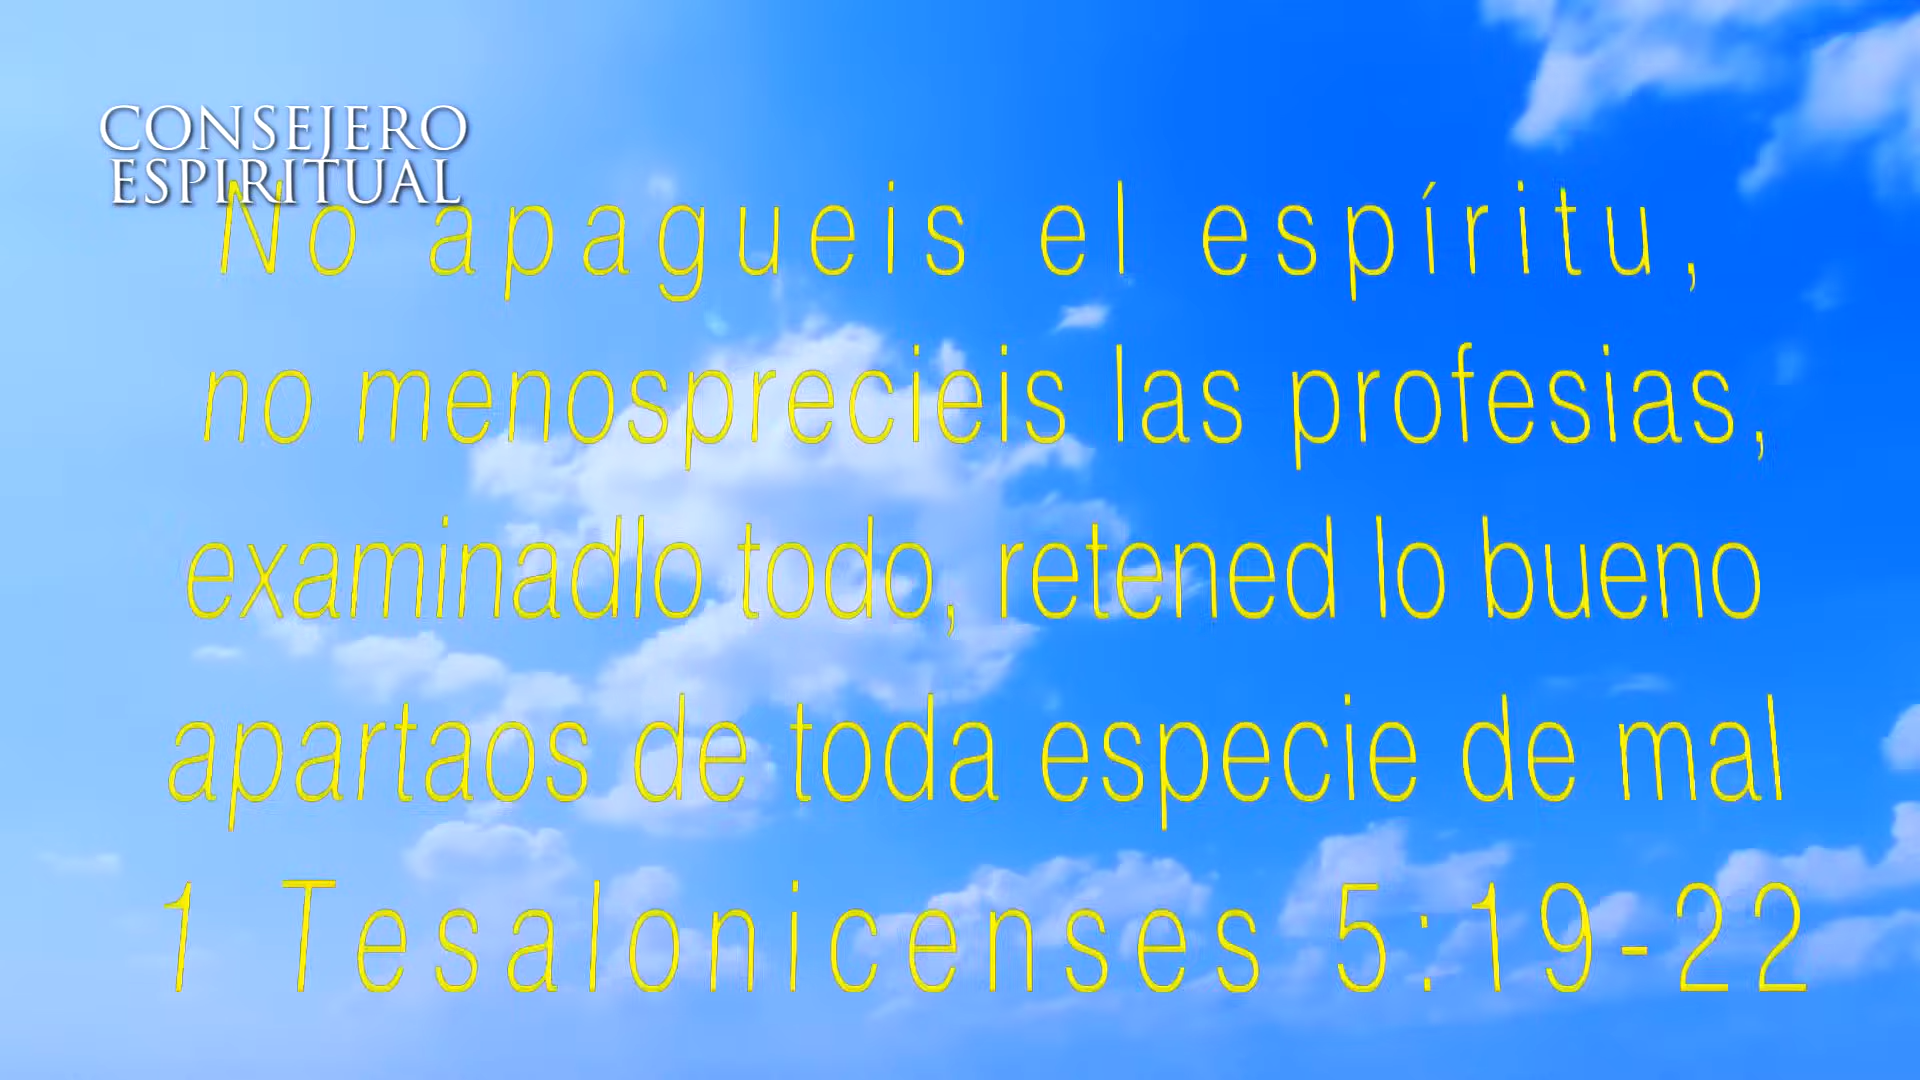 CONSEJERO
ESPIRITUAL
No apagueis el espíritu,
no menosprecieis las profesias,
examinadlo todo, retened lo bueno
apartaos de toda especie de mal
1 Tesalonicenses 5:19-22